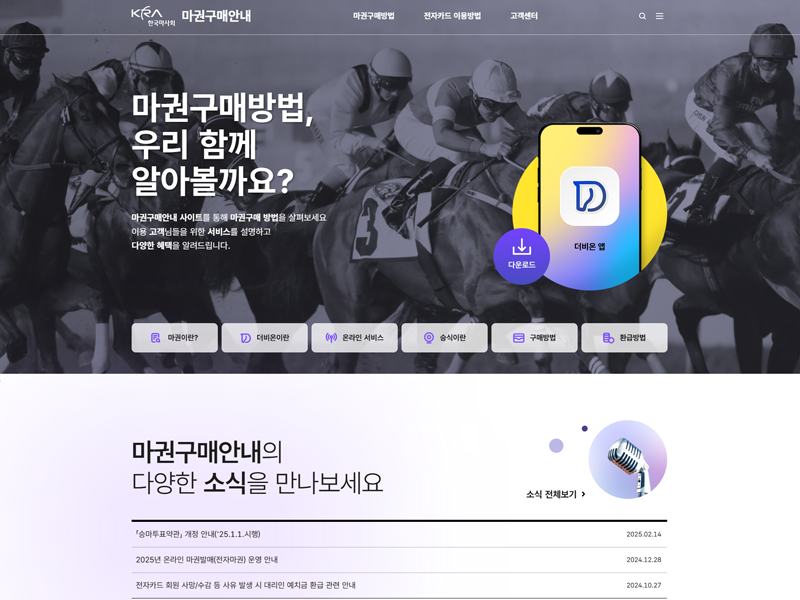 KRA 한국마사회 마권구매안내
마권구매방법 전자카드 이용방법 고객센터
마권구매방법,
우리 함께
알아볼까요?
마권구매안내 사이트를 통해 마권구매 방법을 살펴보세요
이용 고객님들을 위한 서비스를 설명하고
다양한 혜택을 알려드립니다.
3
더비온 앱
다운로드
마권이란? 더비온이란 온라인 서비스 승식이란 구매방법 환급방법
마권구매안내의
다양한 소식을 만나보세요
소식 전체보기
「승마투표약관」 개정 안내('25.1.1.시행) 2025.02.14
2025년 온라인 마권발매(전자마권) 운영 안내 2024.12.28
전자카드 회원 사망/수감 등 사유 발생 시 대리인 예치금 환급 관련 안내 2024.10.27